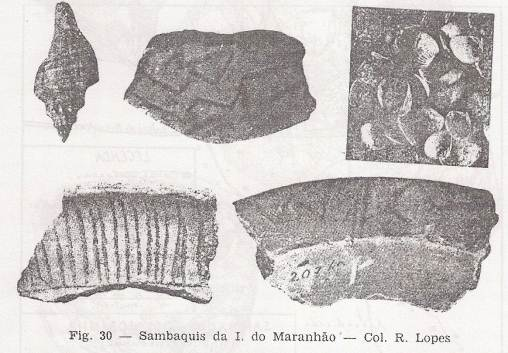 Fig. 30 — Sambaquis da I. do Maranhão — Col. R. Lopes